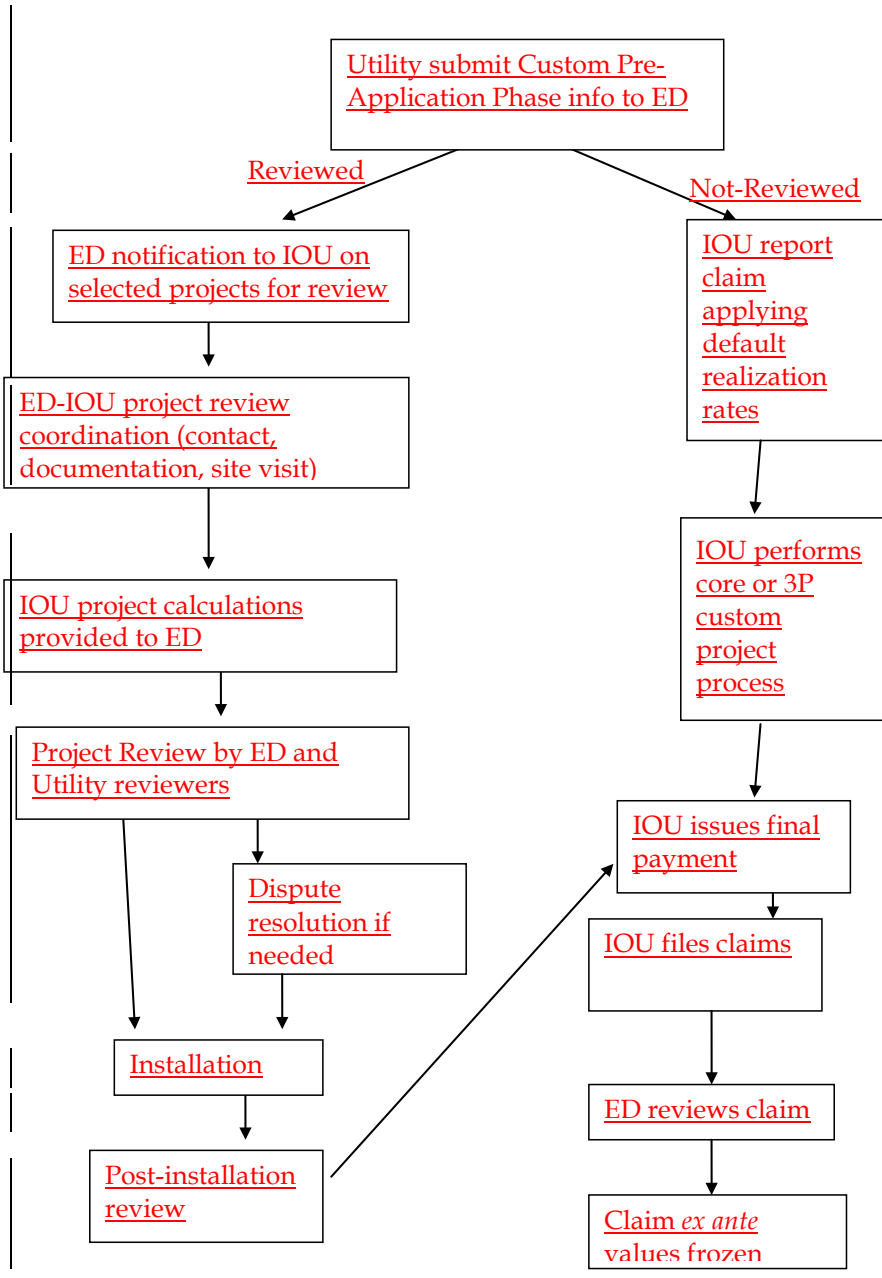 Utility submit Custom Pre-
Application Phase info to ED
Reviewed
Not-Reviewed
ED notification to IOU on
selected projects for review
IOU report
claim
applying
default
realization
rates
ED-IOU project review
coordination (contact,
documentation, site visit)
IOU performs
core or 3P
custom
project
process
IOU project calculations
provided to ED
Project Review by ED and
Utility reviewers
IOU issues final
payment
Dispute
resolution if
needed
IOU files claims
Installation
ED reviews claim
Post-installation
review
Claim ex ante
values frozen